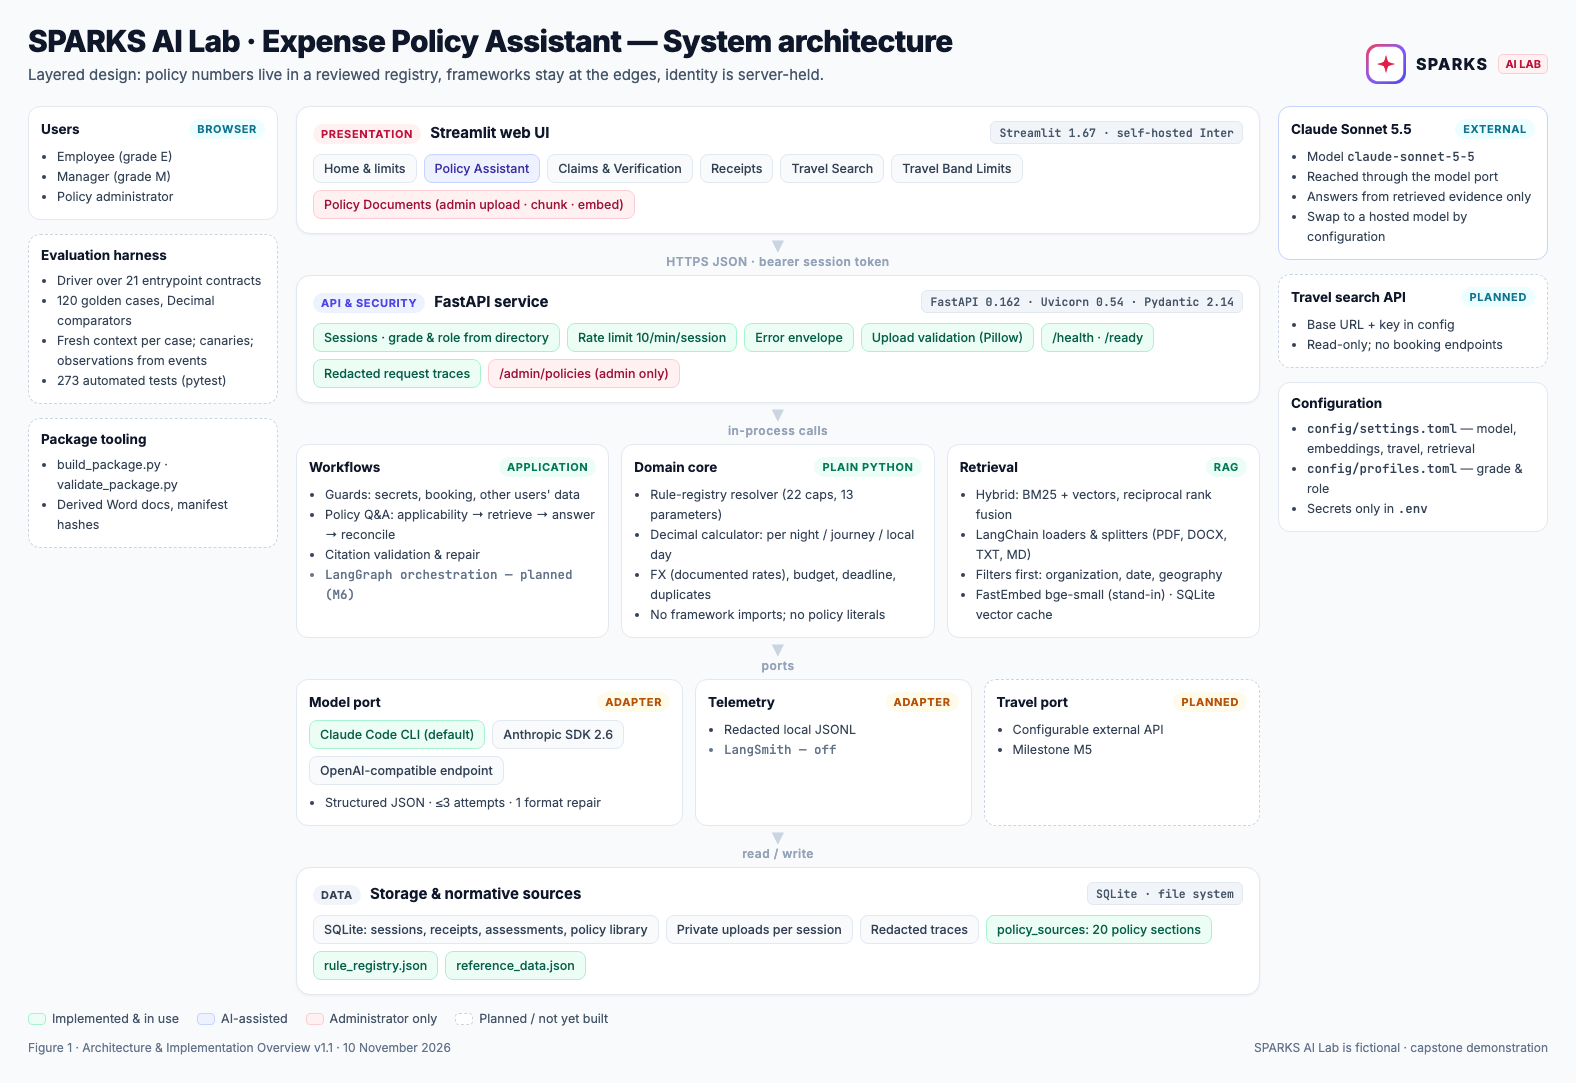 SPARKS AI Lab · Expense Policy Assistant — System architecture
Layered design: policy numbers live in a reviewed registry, frameworks stay at the edges, identity is server-held.
SPARKS AI LAB
Users BROWSER
• Employee (grade E)
• Manager (grade M)
• Policy administrator
Evaluation harness
• Driver over 21 entrypoint contracts
• 120 golden cases, Decimal
comparators
• Fresh context per case; canaries;
observations from events
• 273 automated tests (pytest)
Package tooling
• build_package.py ·
validate_package.py
• Derived Word docs, manifest
hashes
PRESENTATION Streamlit web UI Streamlit 1.67 · self-hosted Inter
Home & limits Policy Assistant Claims & Verification Receipts Travel Search Travel Band Limits
Policy Documents (admin upload · chunk · embed)
▼
HTTPS JSON · bearer session token
API & SECURITY FastAPI service FastAPI 0.162 · Uvicorn 0.54 · Pydantic 2.14
Sessions · grade & role from directory Rate limit 10/min/session Error envelope Upload validation (Pillow) /health · /ready
Redacted request traces /admin/policies (admin only)
▼
in-process calls
Workflows APPLICATION
• Guards: secrets, booking, other users' data
• Policy Q&A: applicability → retrieve → answer
→ reconcile
• Citation validation & repair
• LangGraph orchestration — planned
(M6)
Domain core PLAIN PYTHON
• Rule-registry resolver (22 caps, 13
parameters)
• Decimal calculator: per night / journey / local
day
• FX (documented rates), budget, deadline,
duplicates
• No framework imports; no policy literals
Retrieval RAG
• Hybrid: BM25 + vectors, reciprocal rank
fusion
• LangChain loaders & splitters (PDF, DOCX,
TXT, MD)
• Filters first: organization, date, geography
• FastEmbed bge-small (stand-in) · SQLite
vector cache
▼
ports
Model port ADAPTER
Claude Code CLI (default) Anthropic SDK 2.6
OpenAI-compatible endpoint
• Structured JSON · ≤3 attempts · 1 format repair
Telemetry ADAPTER
• Redacted local JSONL
• LangSmith — off
Travel port PLANNED
• Configurable external API
• Milestone M5
▼
read / write
DATA Storage & normative sources SQLite · file system
SQLite: sessions, receipts, assessments, policy library Private uploads per session Redacted traces policy_sources: 20 policy sections
rule_registry.json reference_data.json
Claude Sonnet 5.5 EXTERNAL
• Model claude-sonnet-5-5
• Reached through the model port
• Answers from retrieved evidence only
• Swap to a hosted model by
configuration
Travel search API PLANNED
• Base URL + key in config
• Read-only; no booking endpoints
Configuration
• config/settings.toml — model,
embeddings, travel, retrieval
• config/profiles.toml — grade &
role
• Secrets only in .env
Implemented & in use AI-assisted Administrator only Planned / not yet built
Figure 1 · Architecture & Implementation Overview v1.1 · 10 November 2026
SPARKS AI Lab is fictional · capstone demonstration